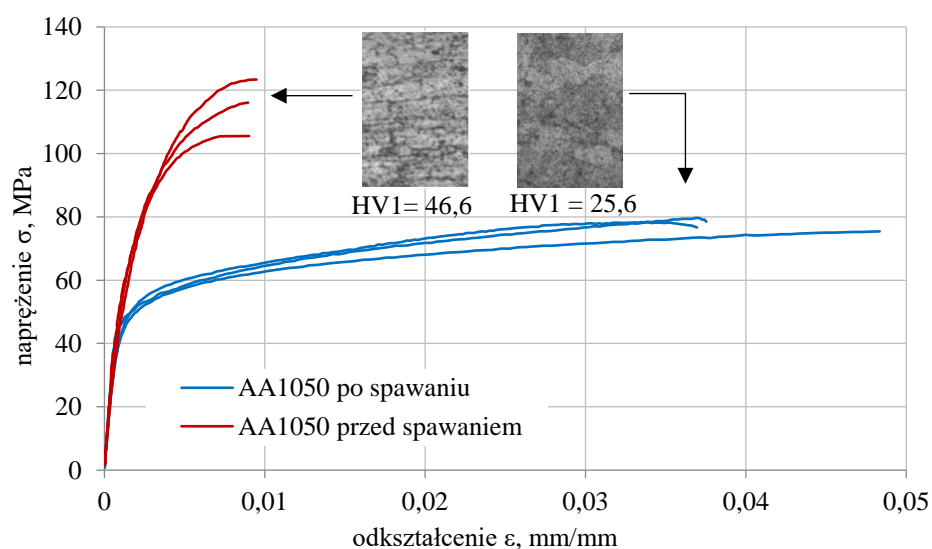 naprężenie σ, MPa
140
120
100
80
60
40
20
0
HV1= 46,6
HV1 = 25,6
AA1050 po spawaniu
AA1050 przed spawaniem
0 0,01 0,02 0,03 0,04 0,05
odkształcenie ε, mm/mm